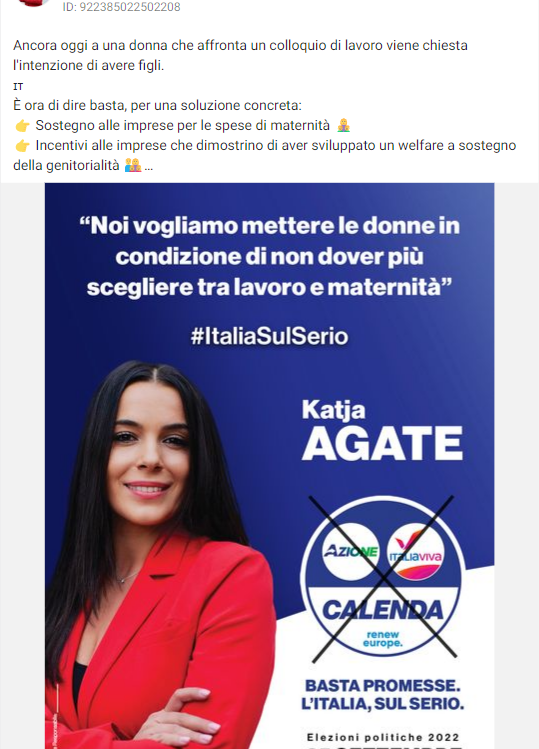 ID: 922385022502208
Ancora oggi a una donna che affronta un colloquio di lavoro viene chiesta
l'intenzione di avere figli.
IT
È ora di dire basta, per una soluzione concreta:
👉 Sostegno alle imprese per le spese di maternità 🤱
👉 Incentivi alle imprese che dimostrino di aver sviluppato un welfare a sostegno
della genitorialità 👩‍👦 ...
“Noi vogliamo mettere le donne in
condizione di non dover più
scegliere tra lavoro e maternità”
#ItaliaSulSerio
Katja
AGATE
AZIONE
ITALIAVIVA
CALENDA
renew
europe.
BASTA PROMESSE.
L'ITALIA, SUL SERIO.
Elezioni politiche 2022